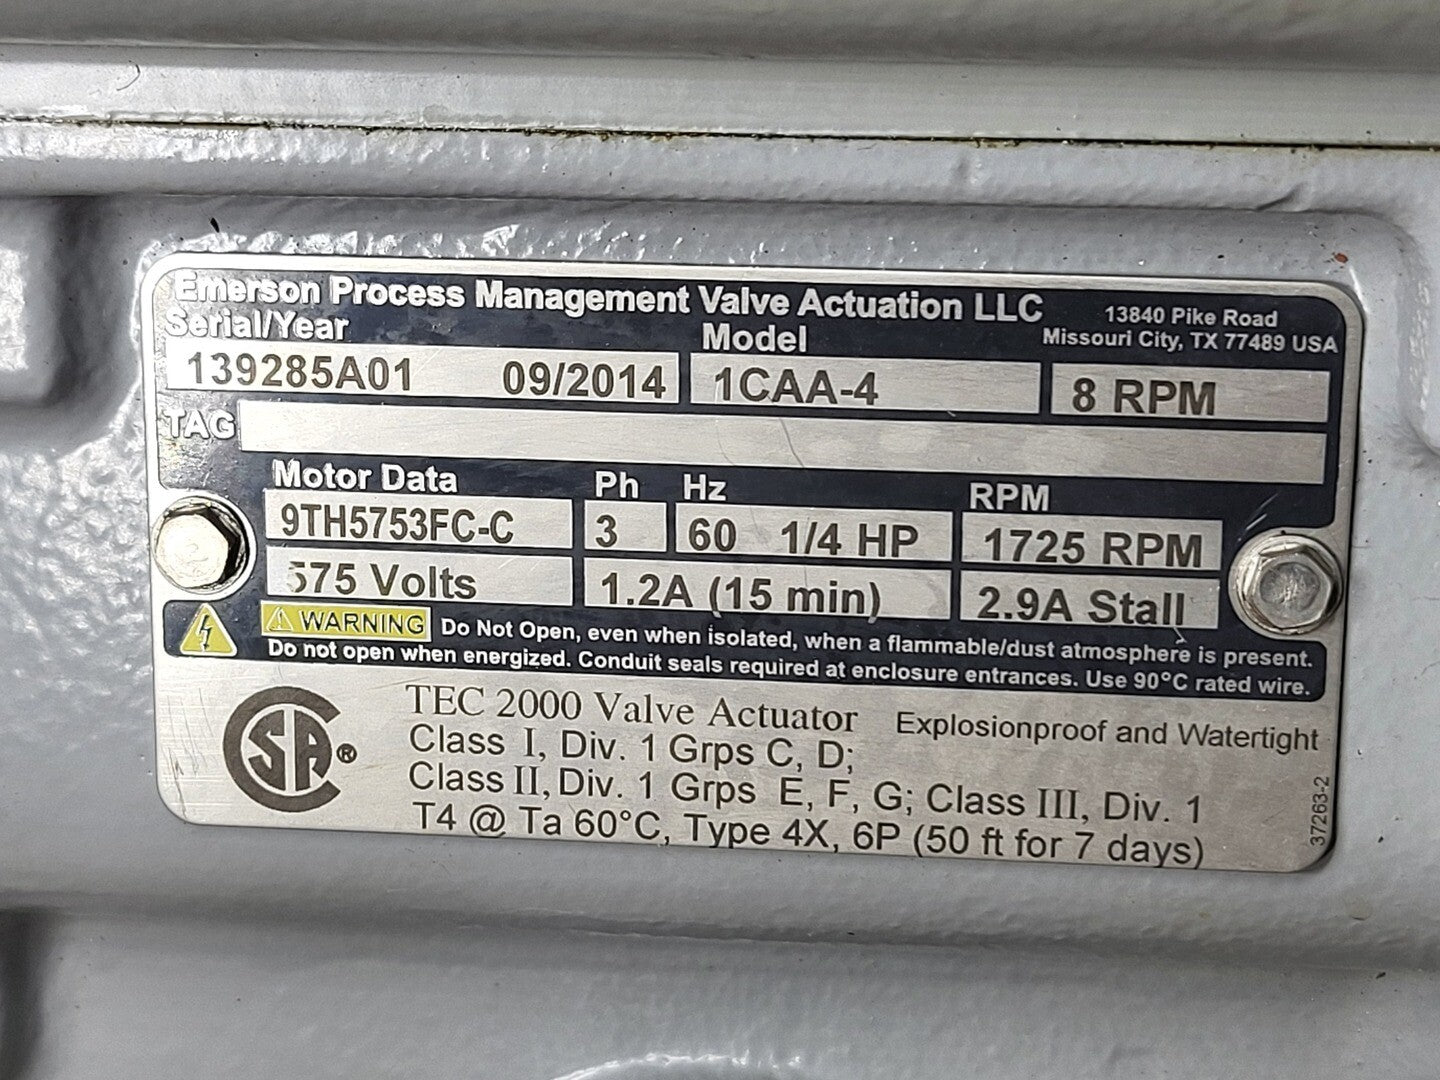 Emerson Process Management Valve Actuation LLC
13840 Pike Road
Missouri City, TX 77489 USA
Serial/Year
Model
139285A01 09/2014 1CAA-4 8 RPM
TAG
Motor Data Ph Hz RPM
9TH5753FC-C 3 60 1/4 HP 1725 RPM
575 Volts 1.2A (15 min) 2.9A Stall
WARNING Do Not Open, even when isolated, when a flammable/dust atmosphere is present.
Do not open when energized. Conduit seals required at enclosure entrances. Use 90°C rated wire.
SA ®
TEC 2000 Valve Actuator Explosionproof and Watertight
Class I, Div. 1 Grps C, D;
Class II, Div. 1 Grps E, F, G; Class III, Div. 1
T4 @ Ta 60°C, Type 4X, 6P (50 ft for 7 days)
37263-2